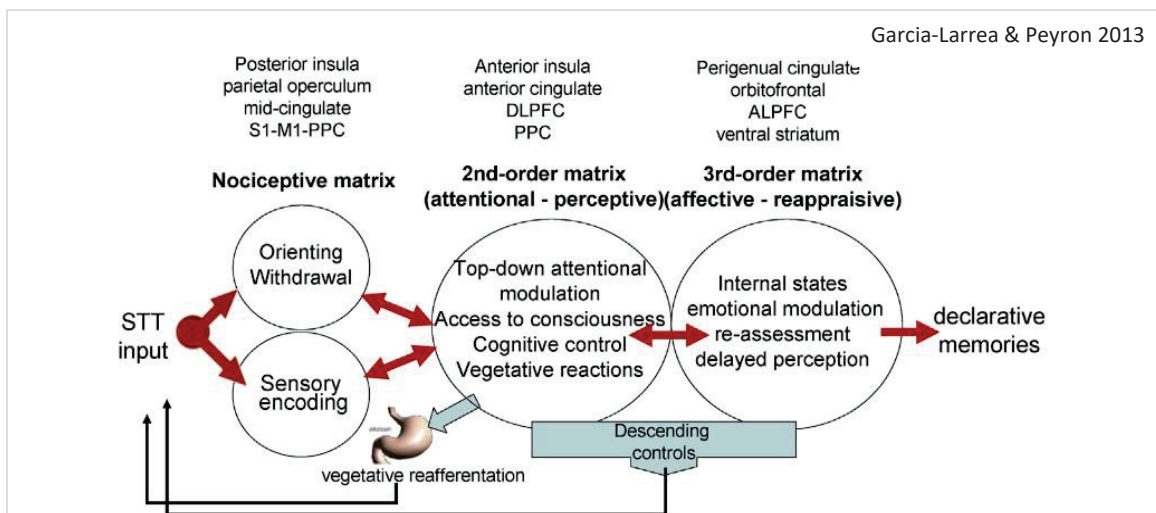 Garcia-Larrea & Peyron 2013
Posterior insula
parietal operculum
mid-cingulate
S1-M1-PPC
Anterior insula
anterior cingulate
DLPFC
PPC
Perigenual cingulate
orbitofrontal
ALPFC
ventral striatum
Nociceptive matrix
2nd-order matrix
(attentional - perceptive)
3rd-order matrix
(affective - reappraisive)
STT
input
Orienting
Withdrawal
Sensory
encoding
Top-down attentional
modulation
Access to consciousness
Cognitive control
Vegetative reactions
Internal states
emotional modulation
re-assessment
delayed perception
declarative
memories
vegetative reafferentation
Descending
controls